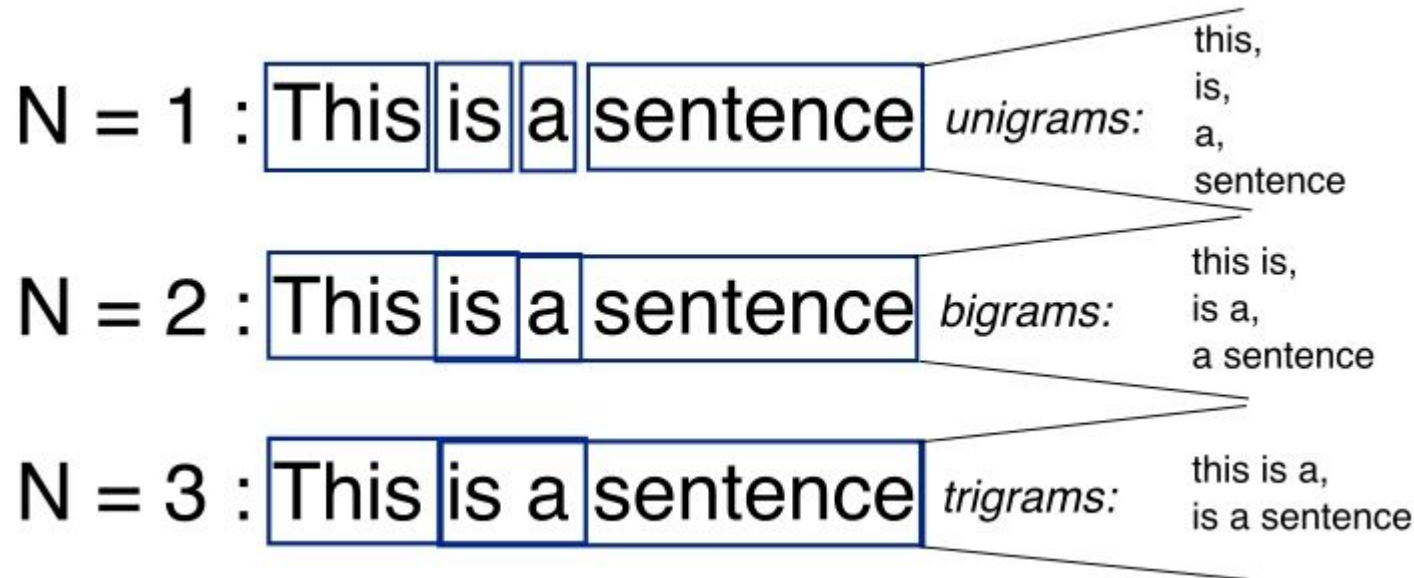 N = 1 : This is a sentence unigrams:
this,
is,
a,
sentence
N = 2 : This is a sentence bigrams:
this is,
is a,
a sentence
N = 3 : This is a sentence trigrams:
this is a,
is a sentence